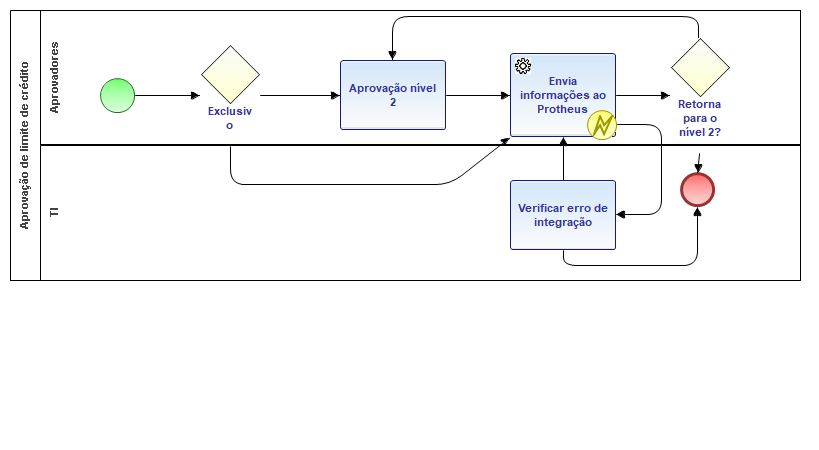 Aprovação de limite de crédito
Aprovadores
Exclusiv
o
Aprovação nível
2
Envia
informações ao
Protheus
Retorna
para o
nível 2?
TI
Verificar erro de
integração